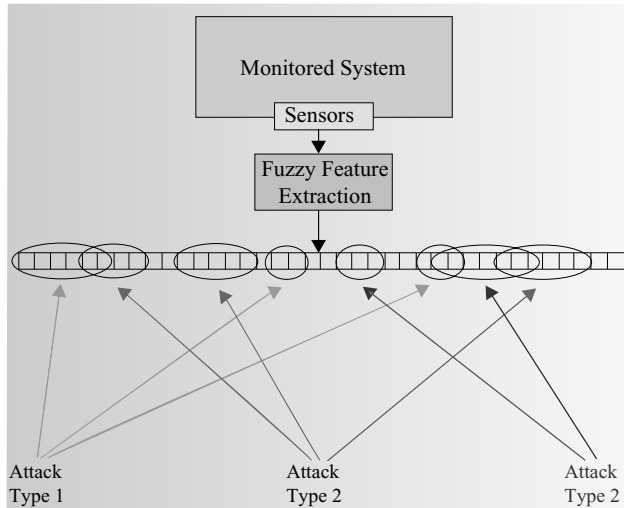 Monitored System
Sensors
Fuzzy Feature
Extraction
Attack
Type 1
Attack
Type 2
Attack
Type 2